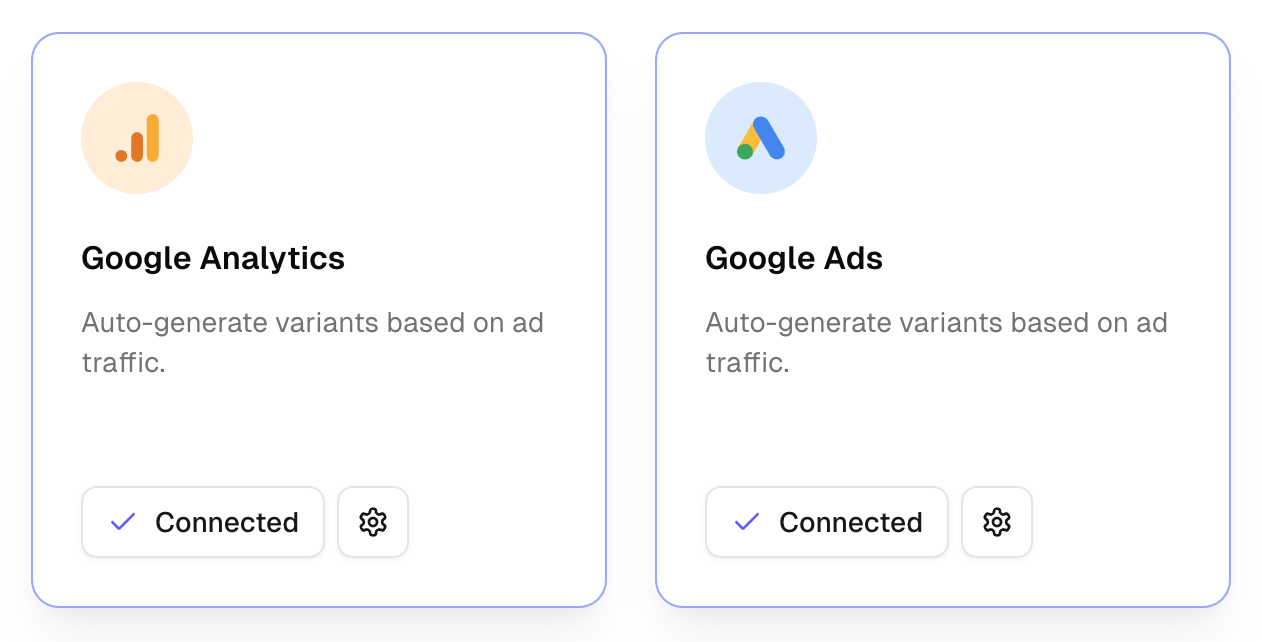 Google Analytics
Auto-generate variants based on ad
traffic.
Connected
Google Ads
Auto-generate variants based on ad
traffic.
Connected